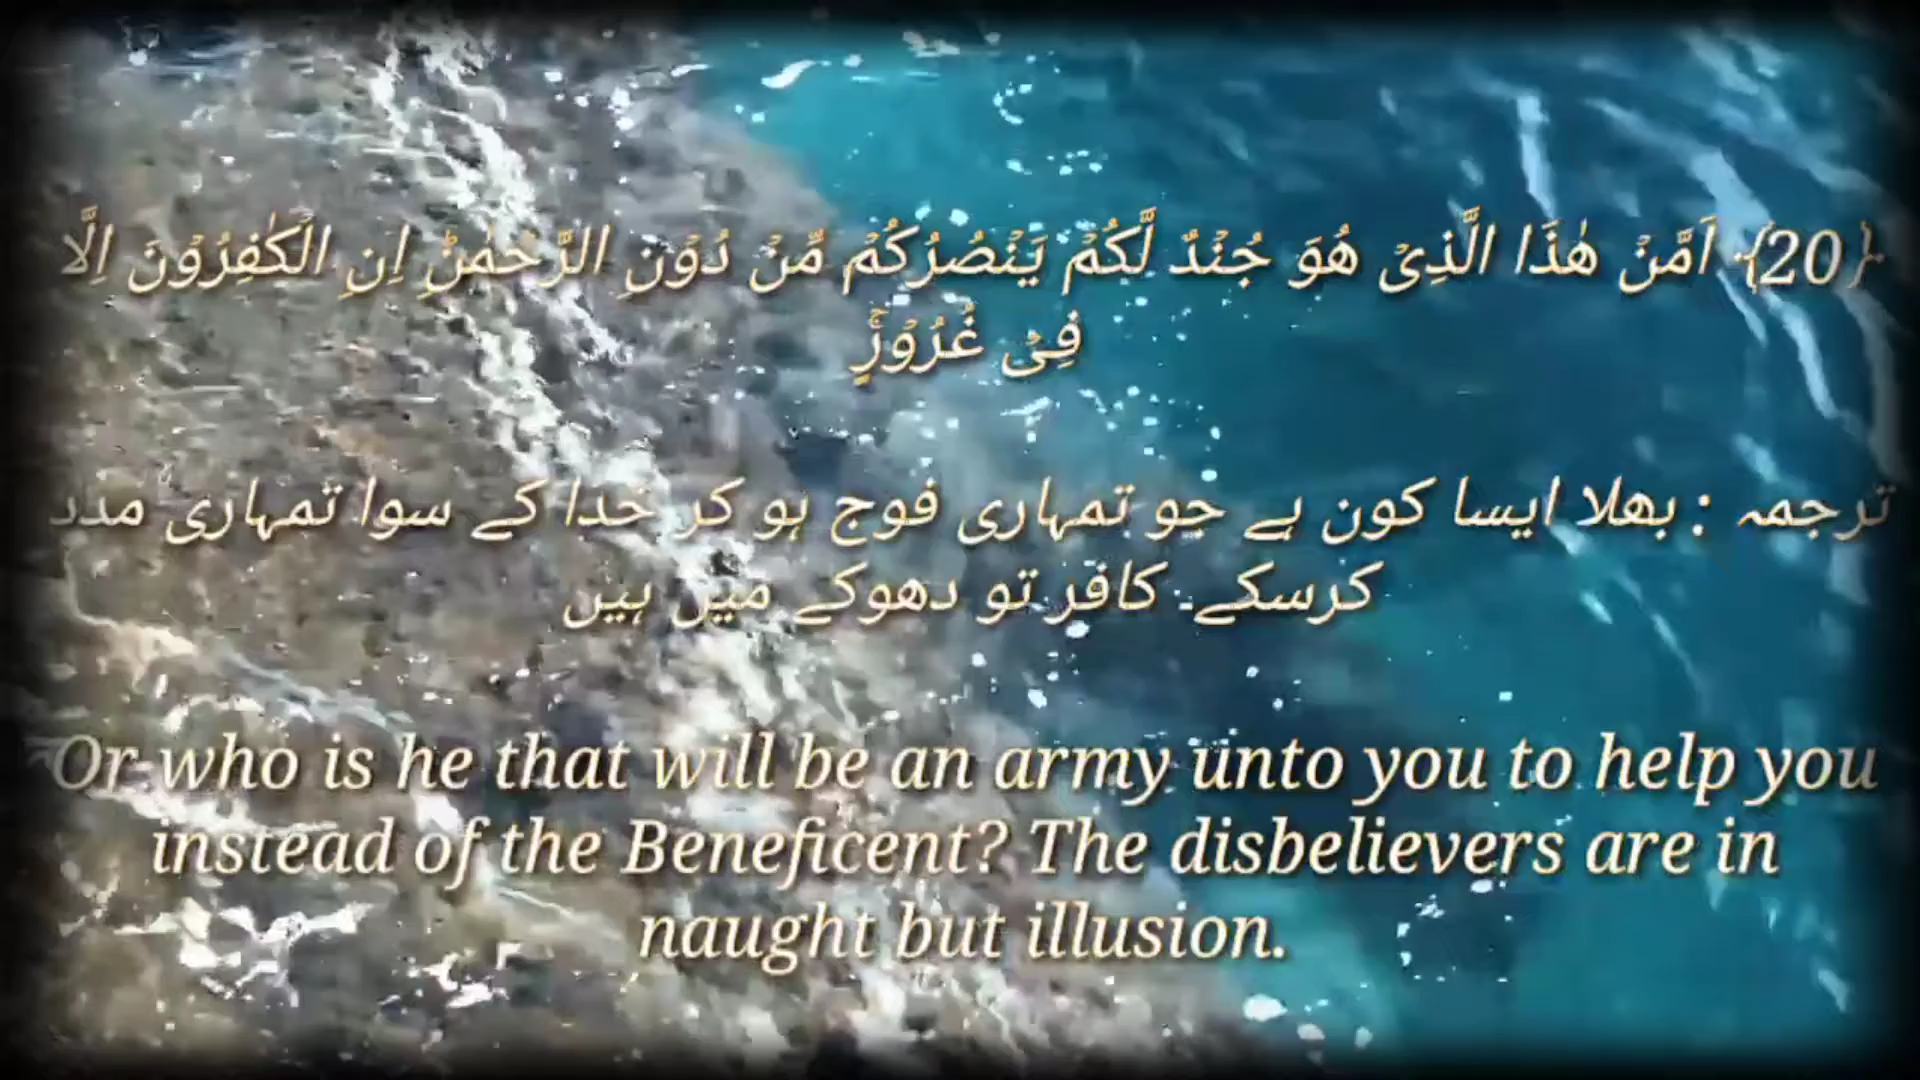 {20} اَمَّنۡ هٰذَا الَّذِىۡ هُوَ جُنۡدٌ لَّكُمۡ يَنۡصُرُكُمۡ مِّنۡ دُوۡنِ الرَّحۡمٰنِ‌ؕ اِنِ الۡكٰفِرُوۡنَ اِلَّا
فِىۡ غُرُوۡرٍ‌ۚ
ترجمہ : بھلا ایسا کون ہے جو تمہاری فوج ہو کر خدا کے سوا تمہاری مدد
کرسکے۔ کافر تو دھوکے میں ہیں
Or who is he that will be an army unto you to help you
instead of the Beneficent? The disbelievers are in
naught but illusion.